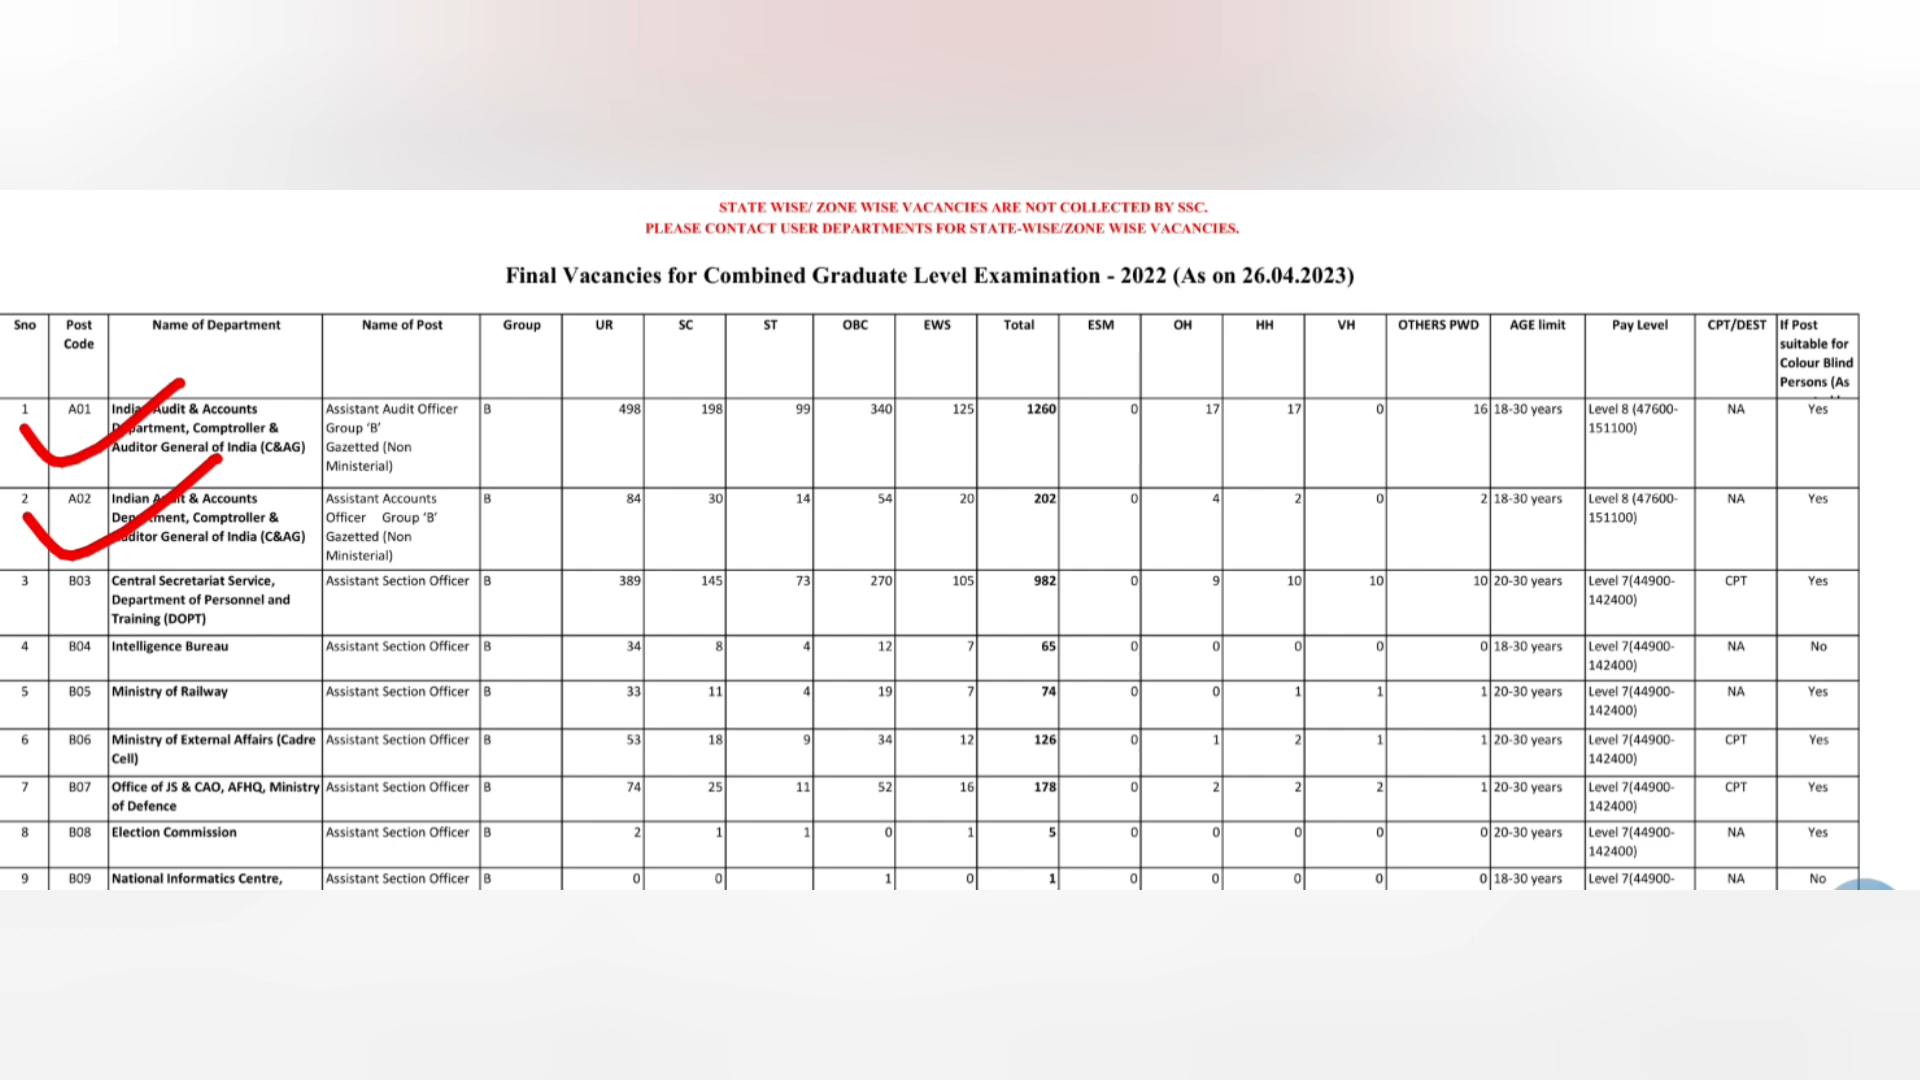 STATE WISE/ ZONE WISE VACANCIES ARE NOT COLLECTED BY SSC.
PLEASE CONTACT USER DEPARTMENTS FOR STATE-WISE/ZONE WISE VACANCIES.
Final Vacancies for Combined Graduate Level Examination - 2022 (As on 26.04.2023)
Sno Post Code Name of Department Name of Post Group UR SC ST OBC EWS Total ESM OH HH VH OTHERS PWD AGE limit Pay Level CPT/DEST If Post suitable for Colour Blind Persons (As
1 A01 Indian Audit & Accounts Department, Comptroller & Auditor General of India (C&AG) Assistant Audit Officer Group ‘B’ Gazetted (Non Ministerial) B 498 198 99 340 125 1260 0 17 17 0 16 18-30 years Level 8 (47600-151100) NA Yes
2 A02 Indian Audit & Accounts Department, Comptroller & Auditor General of India (C&AG) Assistant Accounts Officer Group ‘B’ Gazetted (Non Ministerial) B 84 30 14 54 20 202 0 4 2 0 2 18-30 years Level 8 (47600-151100) NA Yes
3 B03 Central Secretariat Service, Department of Personnel and Training (DOPT) Assistant Section Officer B 389 145 73 270 105 982 0 9 10 10 10 20-30 years Level 7(44900-142400) CPT Yes
4 B04 Intelligence Bureau Assistant Section Officer B 34 8 4 12 7 65 0 0 0 0 0 18-30 years Level 7(44900-142400) NA No
5 B05 Ministry of Railway Assistant Section Officer B 33 11 4 19 7 74 0 0 1 1 1 20-30 years Level 7(44900-142400) NA Yes
6 B06 Ministry of External Affairs (Cadre Cell) Assistant Section Officer B 53 18 9 34 12 126 0 1 2 1 1 20-30 years Level 7(44900-142400) CPT Yes
7 B07 Office of JS & CAO, AFHQ, Ministry of Defence Assistant Section Officer B 74 25 11 52 16 178 0 2 2 2 1 20-30 years Level 7(44900-142400) CPT Yes
8 B08 Election Commission Assistant Section Officer B 2 1 1 0 1 5 0 0 0 0 0 20-30 years Level 7(44900-142400) NA Yes
9 B09 National Informatics Centre, Assistant Section Officer B 0 0 1 0 1 0 0 0 0 0 18-30 years Level 7(44900- NA No